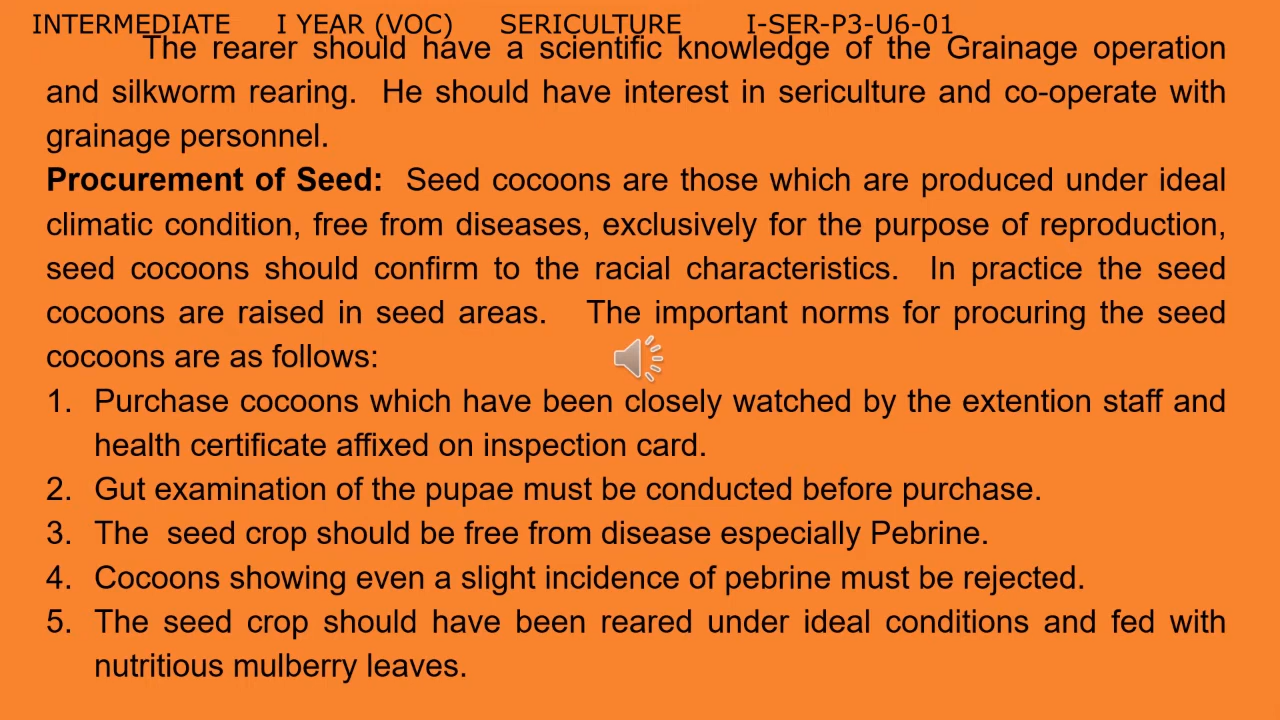 INTERMEDIATE I YEAR (VOC) SERICULTURE I-SER-P3-U6-01
The rearer should have a scientific knowledge of the Grainage operation
and silkworm rearing. He should have interest in sericulture and co-operate with
grainage personnel.
Procurement of Seed: Seed cocoons are those which are produced under ideal
climatic condition, free from diseases, exclusively for the purpose of reproduction,
seed cocoons should confirm to the racial characteristics. In practice the seed
cocoons are raised in seed areas. The important norms for procuring the seed
cocoons are as follows:
1. Purchase cocoons which have been closely watched by the extention staff and
health certificate affixed on inspection card.
2. Gut examination of the pupae must be conducted before purchase.
3. The seed crop should be free from disease especially Pebrine.
4. Cocoons showing even a slight incidence of pebrine must be rejected.
5. The seed crop should have been reared under ideal conditions and fed with
nutritious mulberry leaves.